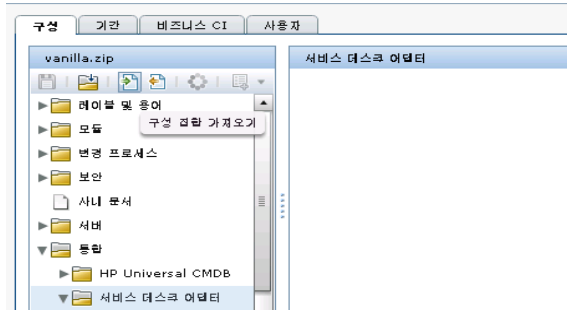 구성 기간 비즈니스 CI 사용자
vanilla.zip
서비스 데스크 어댑터
레이블 및 용어
구성 집합 가져오기
모듈
변경 프로세스
보안
사내 문서
서버
통합
HP Universal CMDB
서비스 데스크 어댑터